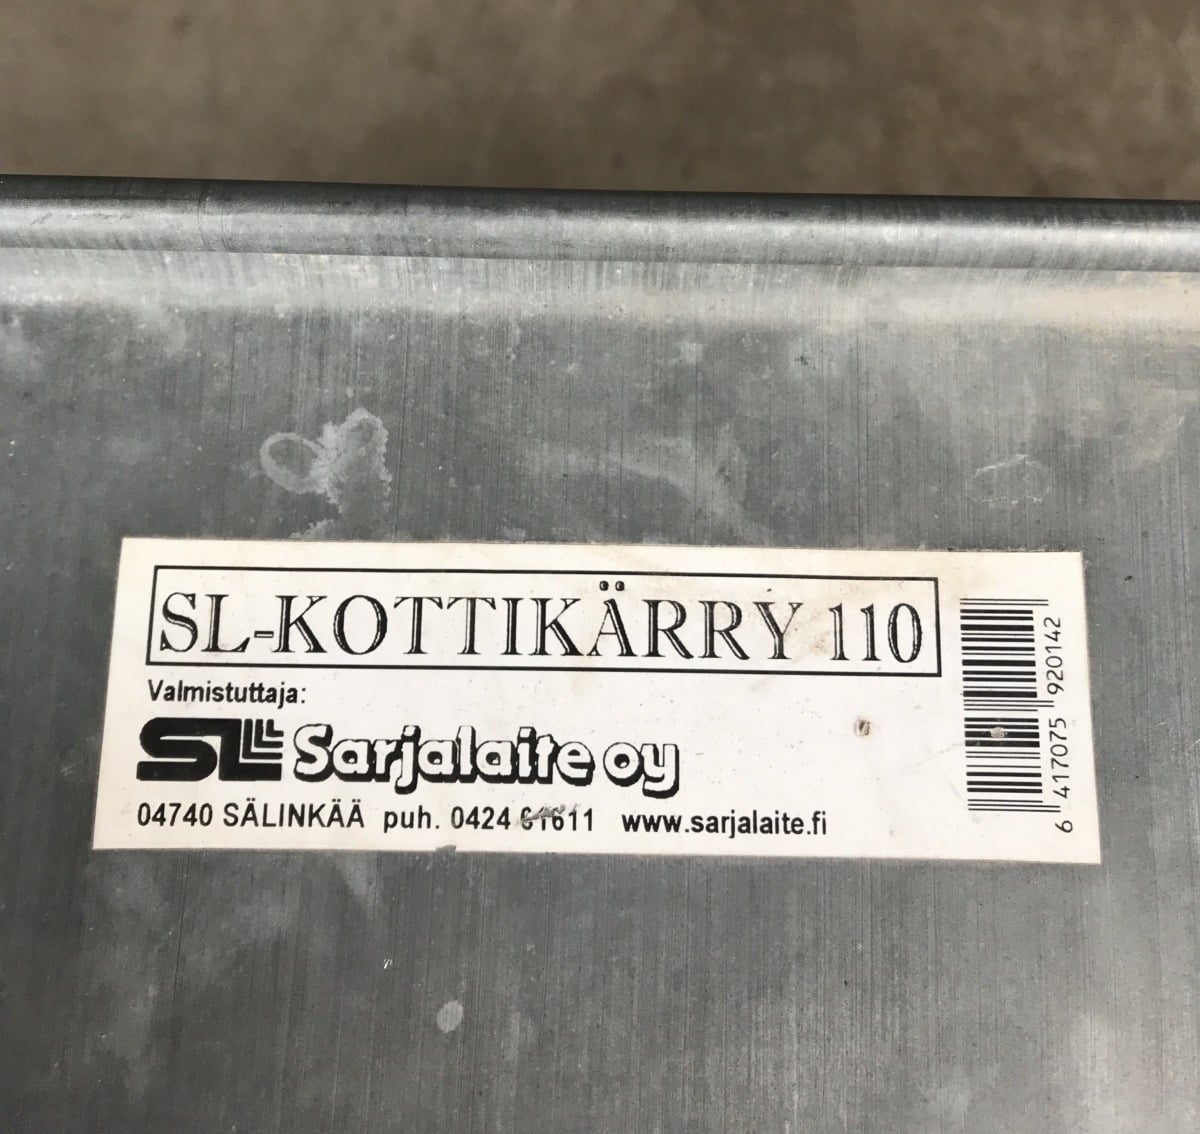 SL-KOTTIKÄRRY 110
Valmistuttaja:
SL Sarjalaite oy
04740 SÄLINKÄÄ puh. 0424 www.sarjalaite.fi
6 417075 920142